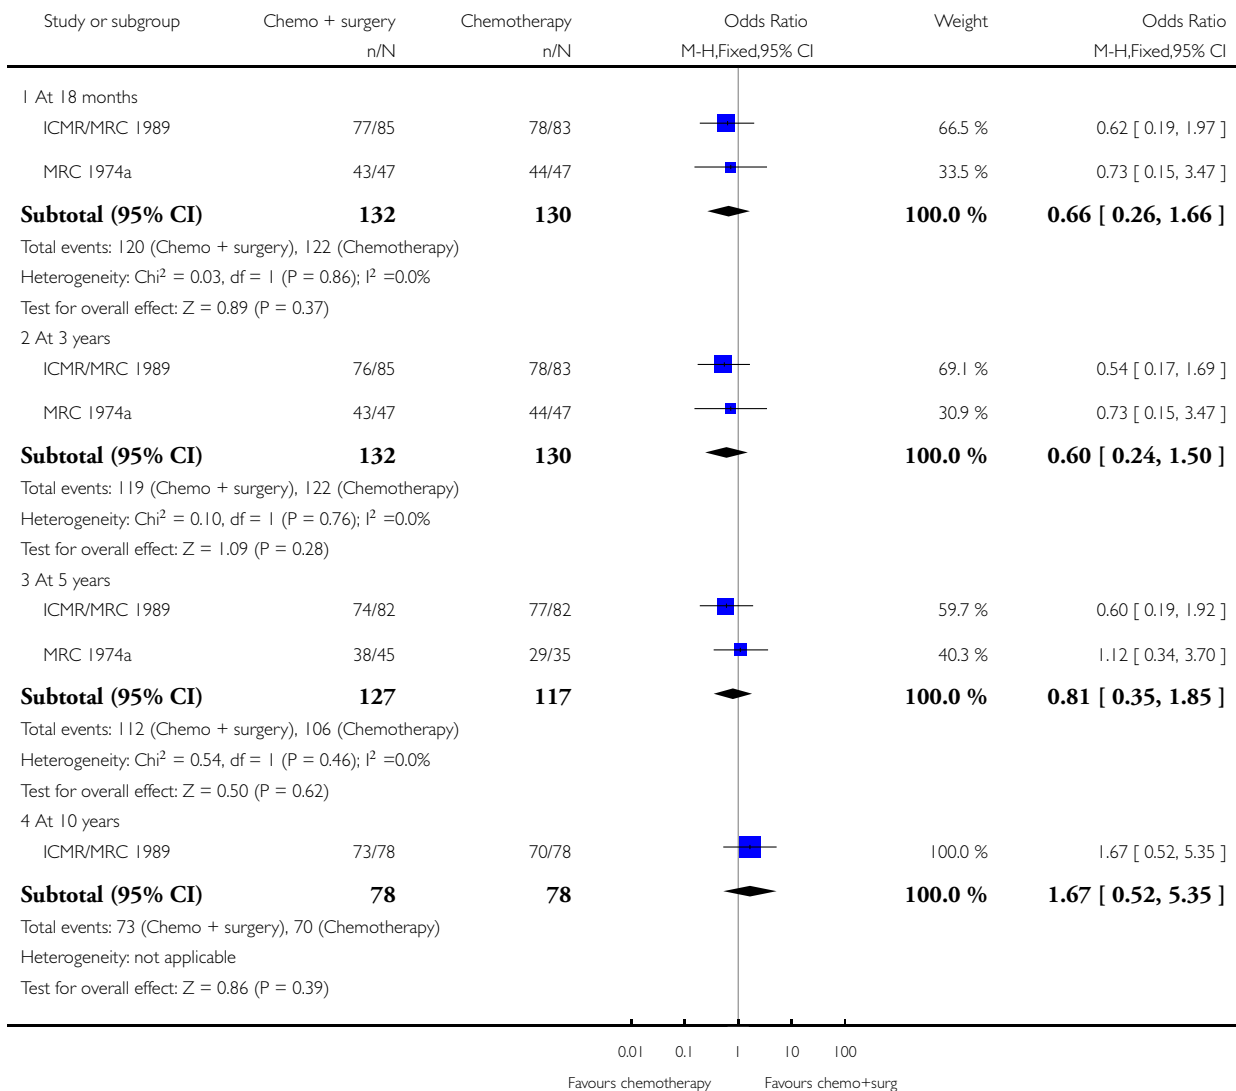 Study or subgroup Chemo + surgery Chemotherapy Odds Ratio Weight Odds Ratio
n/N n/N M-H,Fixed,95% CI M-H,Fixed,95% CI
1 At 18 months
ICMR/MRC 1989 77/85 78/83 66.5 % 0.62 [ 0.19, 1.97 ]
MRC 1974a 43/47 44/47 33.5 % 0.73 [ 0.15, 3.47 ]
Subtotal (95% CI) 132 130 100.0 % 0.66 [ 0.26, 1.66 ]
Total events: 120 (Chemo + surgery), 122 (Chemotherapy)
Heterogeneity: Chi² = 0.03, df = 1 (P = 0.86); I² =0.0%
Test for overall effect: Z = 0.89 (P = 0.37)
2 At 3 years
ICMR/MRC 1989 76/85 78/83 69.1 % 0.54 [ 0.17, 1.69 ]
MRC 1974a 43/47 44/47 30.9 % 0.73 [ 0.15, 3.47 ]
Subtotal (95% CI) 132 130 100.0 % 0.60 [ 0.24, 1.50 ]
Total events: 119 (Chemo + surgery), 122 (Chemotherapy)
Heterogeneity: Chi² = 0.10, df = 1 (P = 0.76); I² =0.0%
Test for overall effect: Z = 1.09 (P = 0.28)
3 At 5 years
ICMR/MRC 1989 74/82 77/82 59.7 % 0.60 [ 0.19, 1.92 ]
MRC 1974a 38/45 29/35 40.3 % 1.12 [ 0.34, 3.70 ]
Subtotal (95% CI) 127 117 100.0 % 0.81 [ 0.35, 1.85 ]
Total events: 112 (Chemo + surgery), 106 (Chemotherapy)
Heterogeneity: Chi² = 0.54, df = 1 (P = 0.46); I² =0.0%
Test for overall effect: Z = 0.50 (P = 0.62)
4 At 10 years
ICMR/MRC 1989 73/78 70/78 100.0 % 1.67 [ 0.52, 5.35 ]
Subtotal (95% CI) 78 78 100.0 % 1.67 [ 0.52, 5.35 ]
Total events: 73 (Chemo + surgery), 70 (Chemotherapy)
Heterogeneity: not applicable
Test for overall effect: Z = 0.86 (P = 0.39)
0.01 0.1 1 10 100
Favours chemotherapy Favours chemo+surg